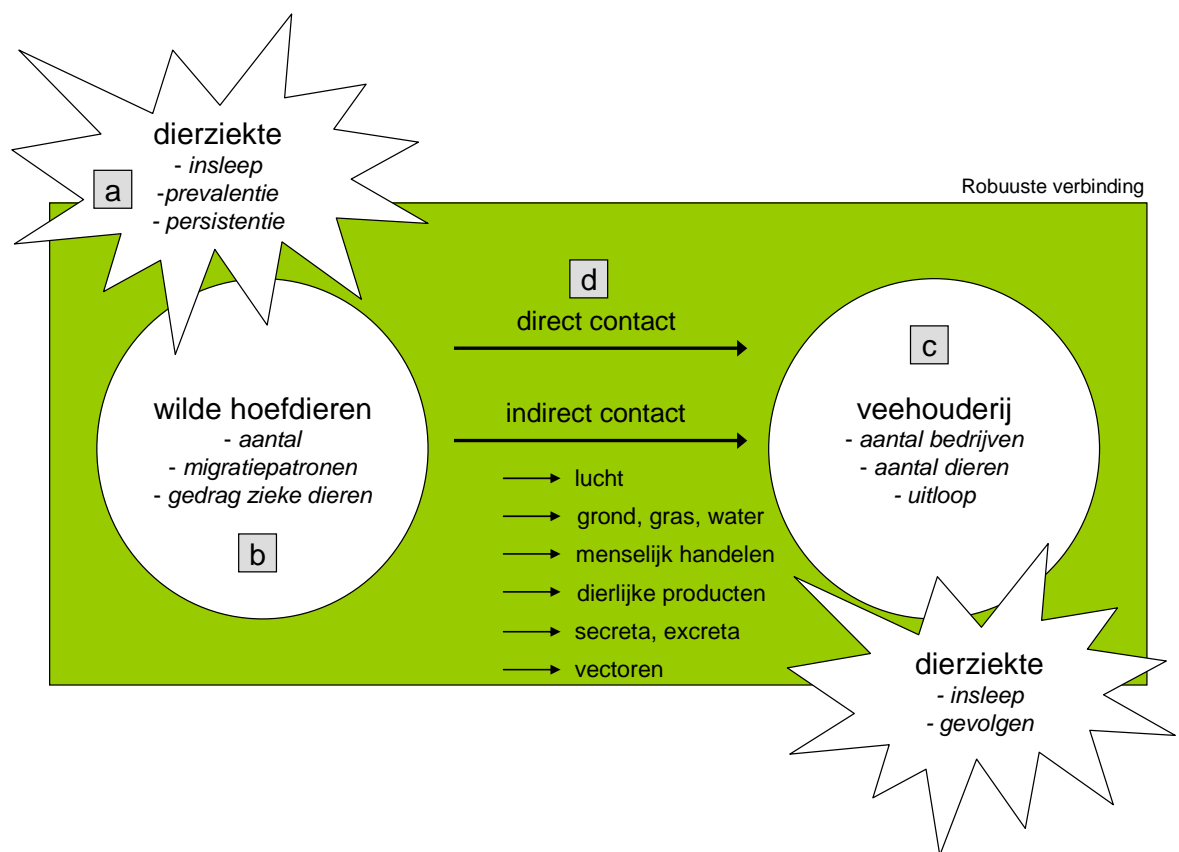 dierziekte
- insleep
-prevalentie
- persistentie
a
Robuuste verbinding
d
direct contact
indirect contact
lucht
grond, gras, water
menselijk handelen
dierlijke producten
secreta, excreta
vectoren
wilde hoefdieren
- aantal
- migratiepatronen
- gedrag zieke dieren
b
c
veehouderij
- aantal bedrijven
- aantal dieren
- uitloop
dierziekte
- insleep
- gevolgen